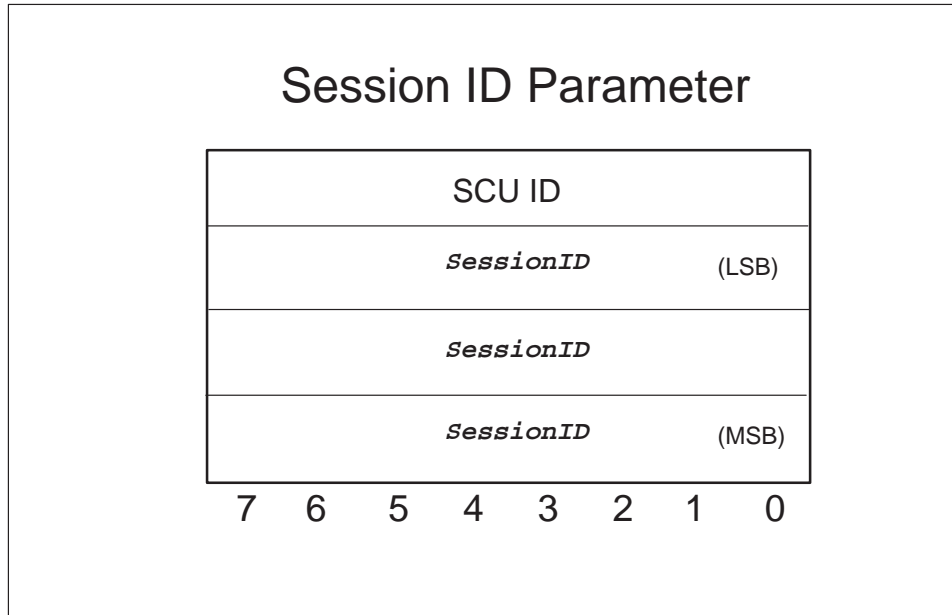 Session ID Parameter
SCU ID
SessionID (LSB)
SessionID
SessionID (MSB)
7 6 5 4 3 2 1 0